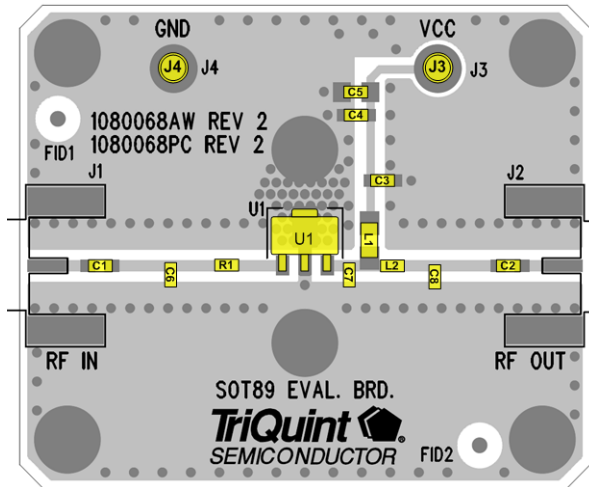 GND
VCC
J4
J4
J3
J3
C5
C4
1080068AW REV 2
1080068PC REV 2
FID1
C3
J1
J2
U1
U1
L1
C1
C6
R1
C7
L2
C8
C2
RF IN
RF OUT
SOT89 EVAL. BRD.
TriQuint
SEMICONDUCTOR
FID2